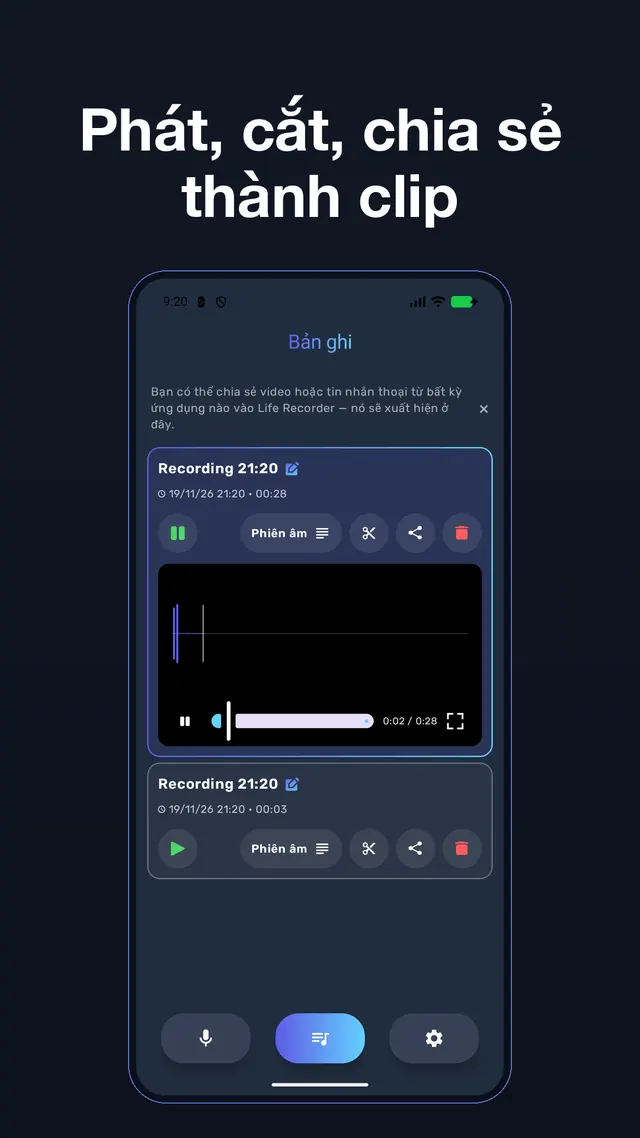 Phát, cắt, chia sẻ
thành clip
9:20
Bản ghi
Bạn có thể chia sẻ video hoặc tin nhắn thoại từ bất kỳ
ứng dụng nào vào Life Recorder — nó sẽ xuất hiện ở
đây.
Recording 21:20
19/11/26 21:20 • 00:28
Phiên âm
0:02 / 0:28
Recording 21:20
19/11/26 21:20 • 00:03
Phiên âm